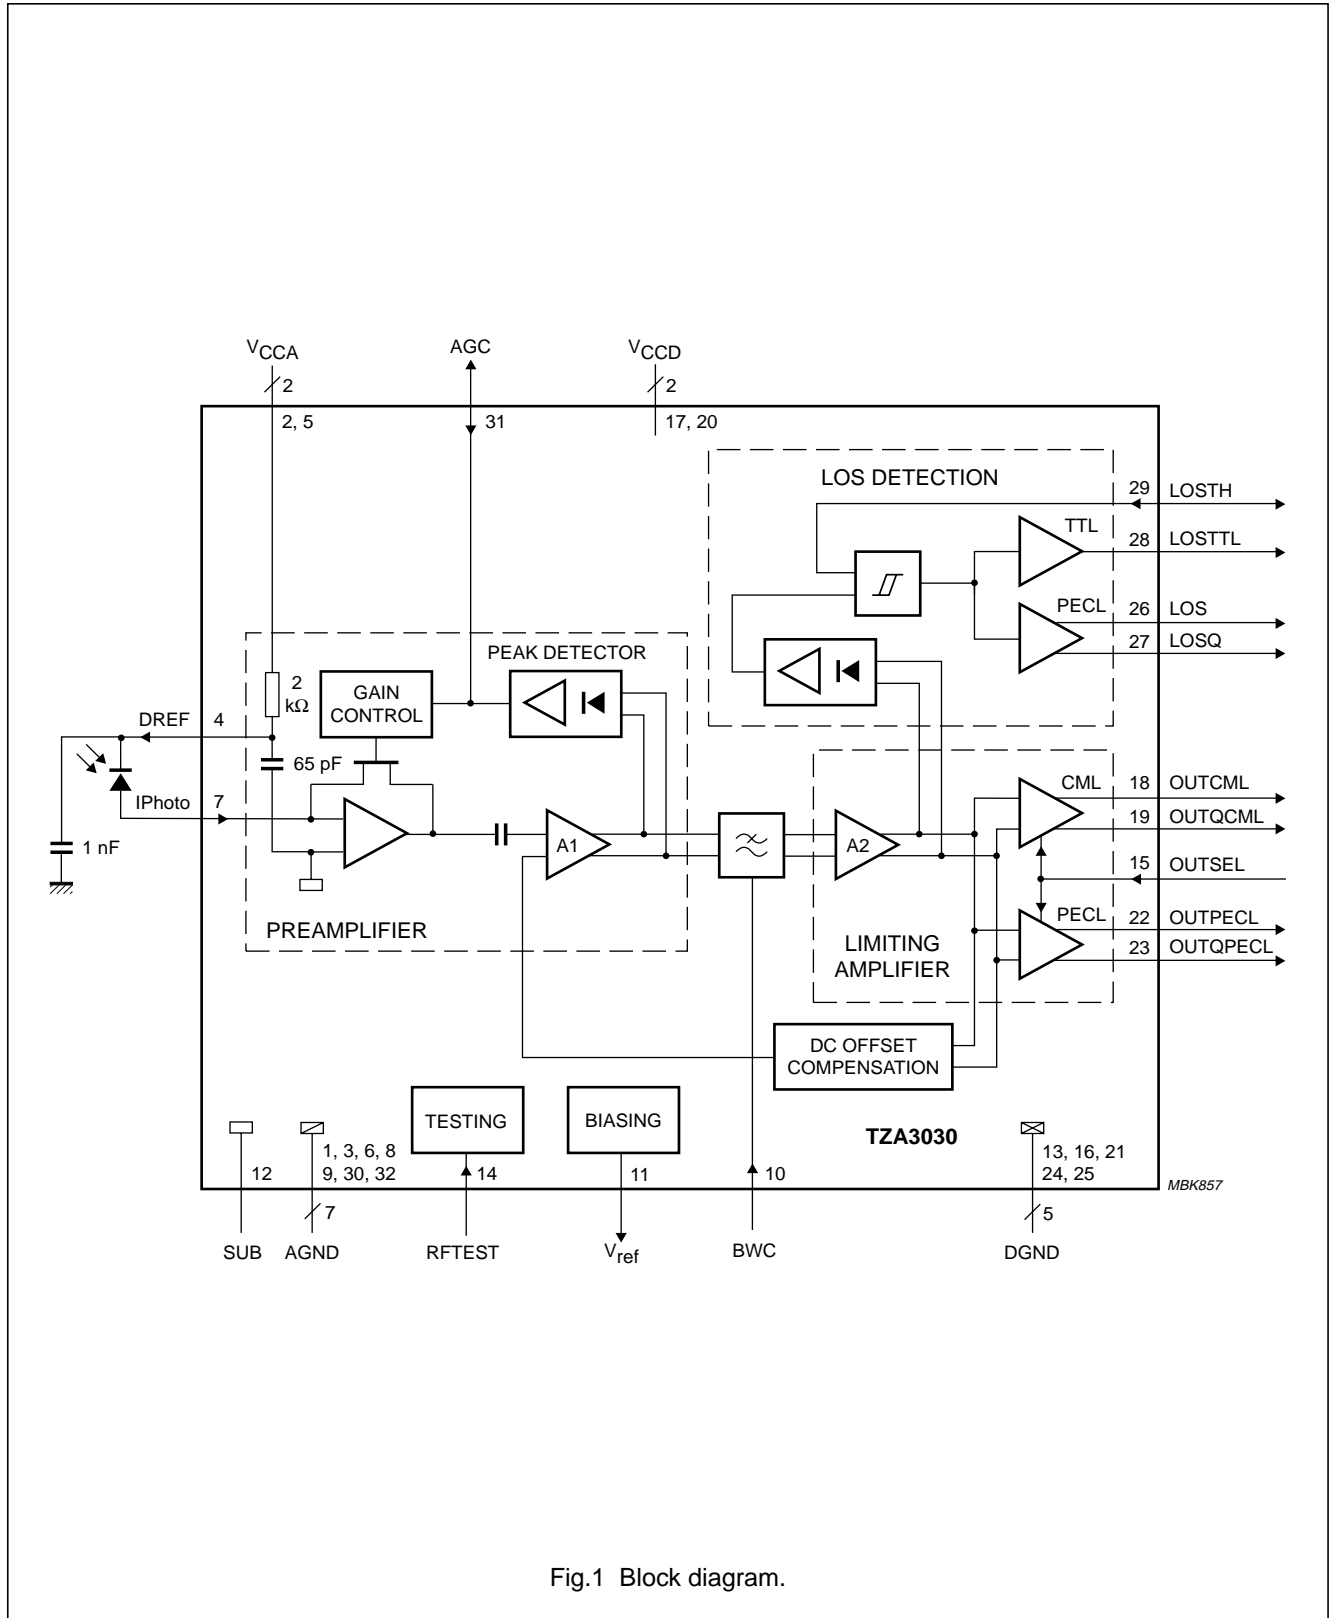 V_CCA
AGC
V_CCD
2
2
2, 5
31
17, 20
LOS DETECTION
29 LOSTH
TTL
28 LOSTTL
PECL
26 LOS
27 LOSQ
PEAK DETECTOR
2
kΩ
GAIN
CONTROL
DREF 4
65 pF
IPhoto 7
1 nF
A1
A2
CML
18 OUTCML
19 OUTQCML
15 OUTSEL
PECL
22 OUTPECL
23 OUTQPECL
PREAMPLIFIER
LIMITING
AMPLIFIER
DC OFFSET
COMPENSATION
TESTING
BIASING
TZA3030
12
1, 3, 6, 8
9, 30, 32
14
11
10
13, 16, 21
24, 25
MBK857
7
5
SUB
AGND
RFTEST
V_ref
BWC
DGND
Fig.1 Block diagram.